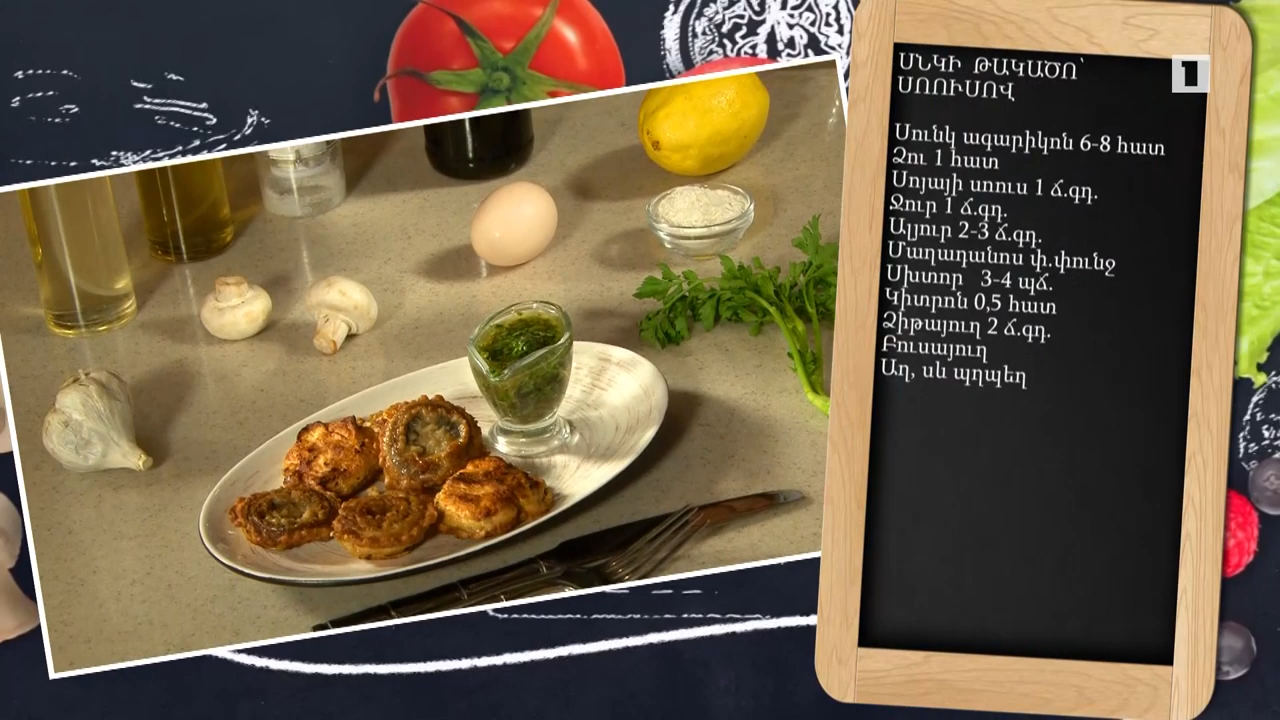 ՍՆԿԻ ԹԱԿԱԾՈ՝
ՍՈՈՒՍՈՎ
Սունկ ագարիկոն 6-8 հատ
Ձու 1 հատ
Սոյայի սոուս 1 ճ.գդ.
Ջուր 1 ճ.գդ.
Ալյուր 2-3 ճ.գդ.
Մաղադանոս փ.փունջ
Սխտոր 3-4 պճ.
Կիտրոն 0,5 հատ
Ձիթայուղ 2 ճ.գդ.
Բուսայուղ
Աղ, սև պղպեղ
1